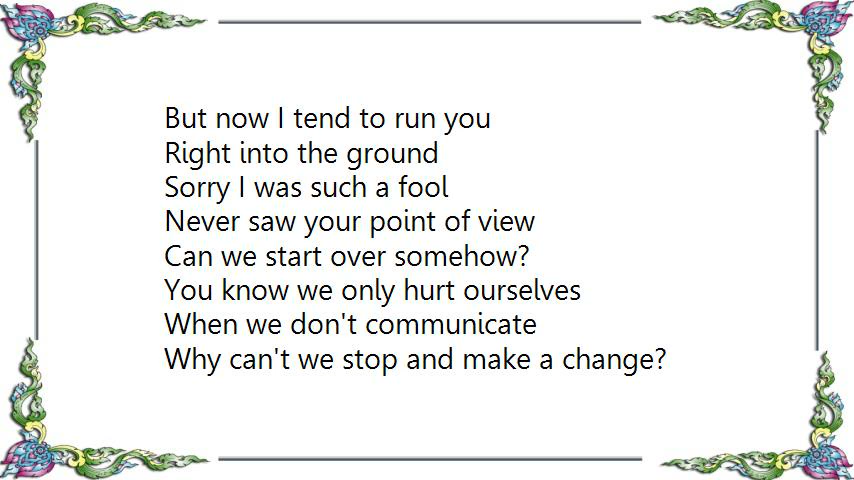 But now I tend to run you
Right into the ground
Sorry I was such a fool
Never saw your point of view
Can we start over somehow?
You know we only hurt ourselves
When we don't communicate
Why can't we stop and make a change?